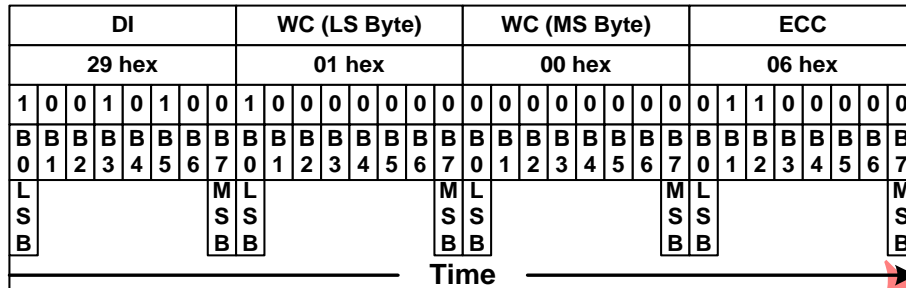 DI WC (LS Byte) WC (MS Byte) ECC
29 hex 01 hex 00 hex 06 hex
1 0 0 1 0 1 0 0 1 0 0 0 0 0 0 0 0 0 0 0 0 0 0 0 0 1 1 0 0 0 0 0
B0 B1 B2 B3 B4 B5 B6 B7 B0 B1 B2 B3 B4 B5 B6 B7 B0 B1 B2 B3 B4 B5 B6 B7 B0 B1 B2 B3 B4 B5 B6 B7
LSB MSB LSB MSB LSB MSB LSB MSB
Time